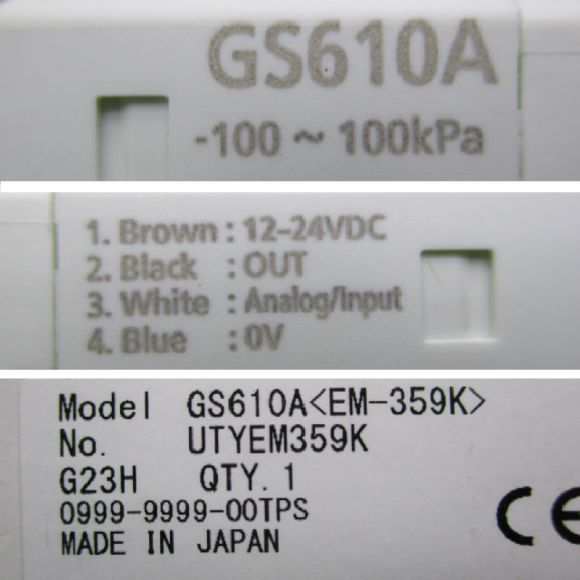 GS610A
-100 ~ 100kPa
1. Brown : 12-24VDC
2. Black : OUT
3. White : Analog/Input
4. Blue : 0V
Model GS610A<EM-359K>
No. UTYEM359K
G23H QTY. 1
0999-9999-00TPS
MADE IN JAPAN
CE